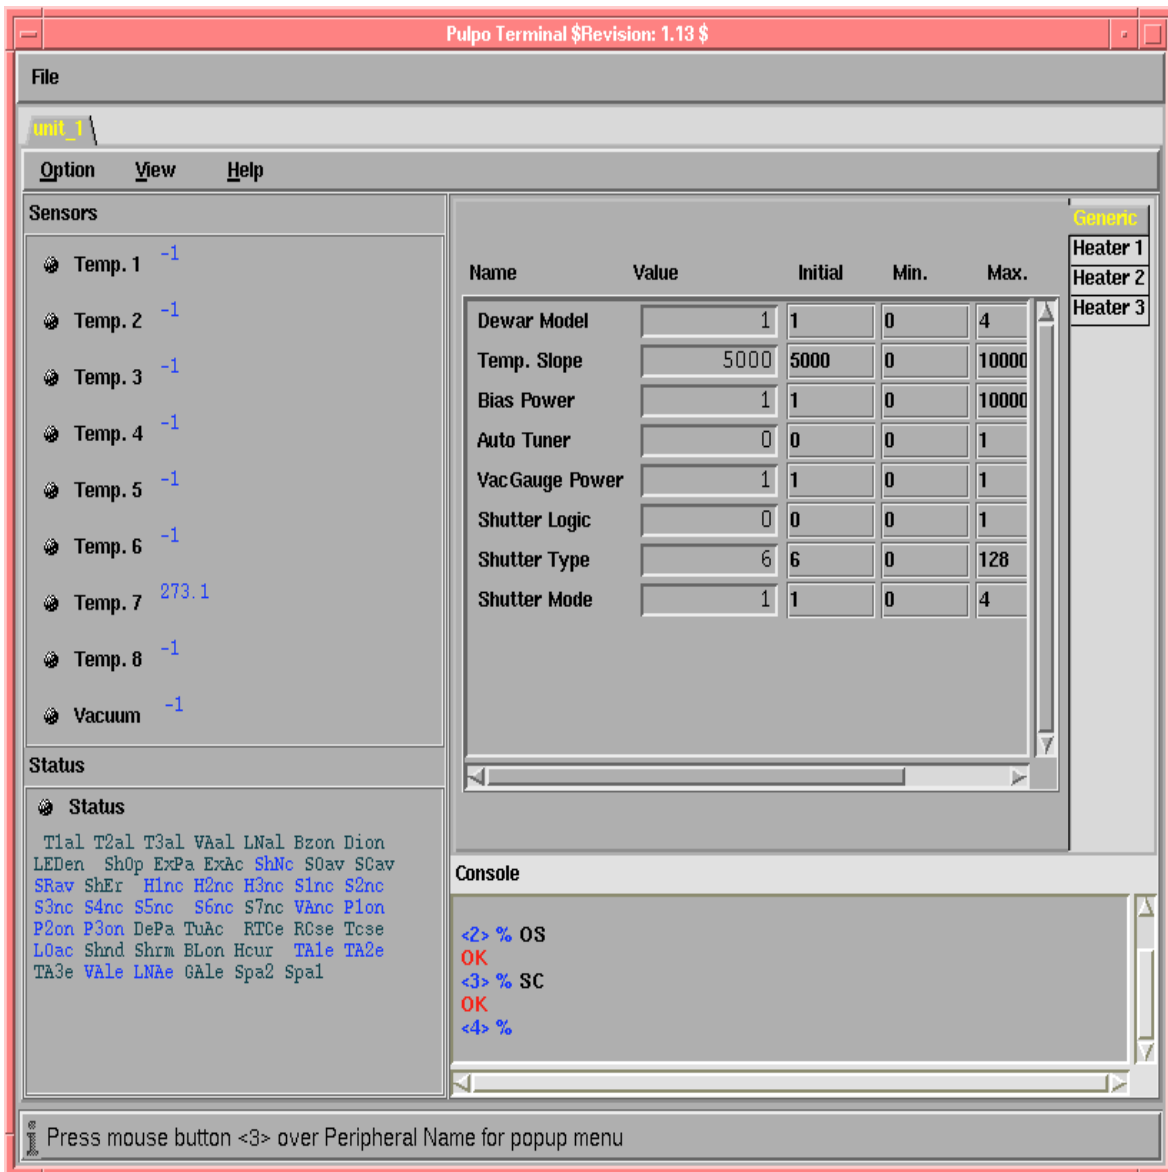 Pulpo Terminal $Revision: 1.13 $
File
unit_1
Option View Help
Sensors
Temp. 1 -1
Temp. 2 -1
Temp. 3 -1
Temp. 4 -1
Temp. 5 -1
Temp. 6 -1
Temp. 7 273.1
Temp. 8 -1
Vacuum -1
Status
Status
T1al T2al T3al VAal LNal Bzon Dion
LEDen ShOp ExPa ExAc ShNc SOav SCav
SRav ShEr H1nc H2nc H3nc S1nc S2nc
S3nc S4nc S5nc S6nc S7nc VAnc P1on
P2on P3on DePa TuAc RTCe RCse Tcse
LOac Shnd Shrm BLon Hcur TA1e TA2e
TA3e VAle LNAe GAle Spa2 Spa1
Name Value Initial Min. Max.
Dewar Model 1 1 0 4
Temp. Slope 5000 5000 0 10000
Bias Power 1 1 0 10000
Auto Tuner 0 0 0 1
VacGauge Power 1 1 0 1
Shutter Logic 0 0 0 1
Shutter Type 6 6 0 128
Shutter Mode 1 1 0 4
Generic
Heater 1
Heater 2
Heater 3
Console
<2> % OS
OK
<3> % SC
OK
<4> %
Press mouse button <3> over Peripheral Name for popup menu